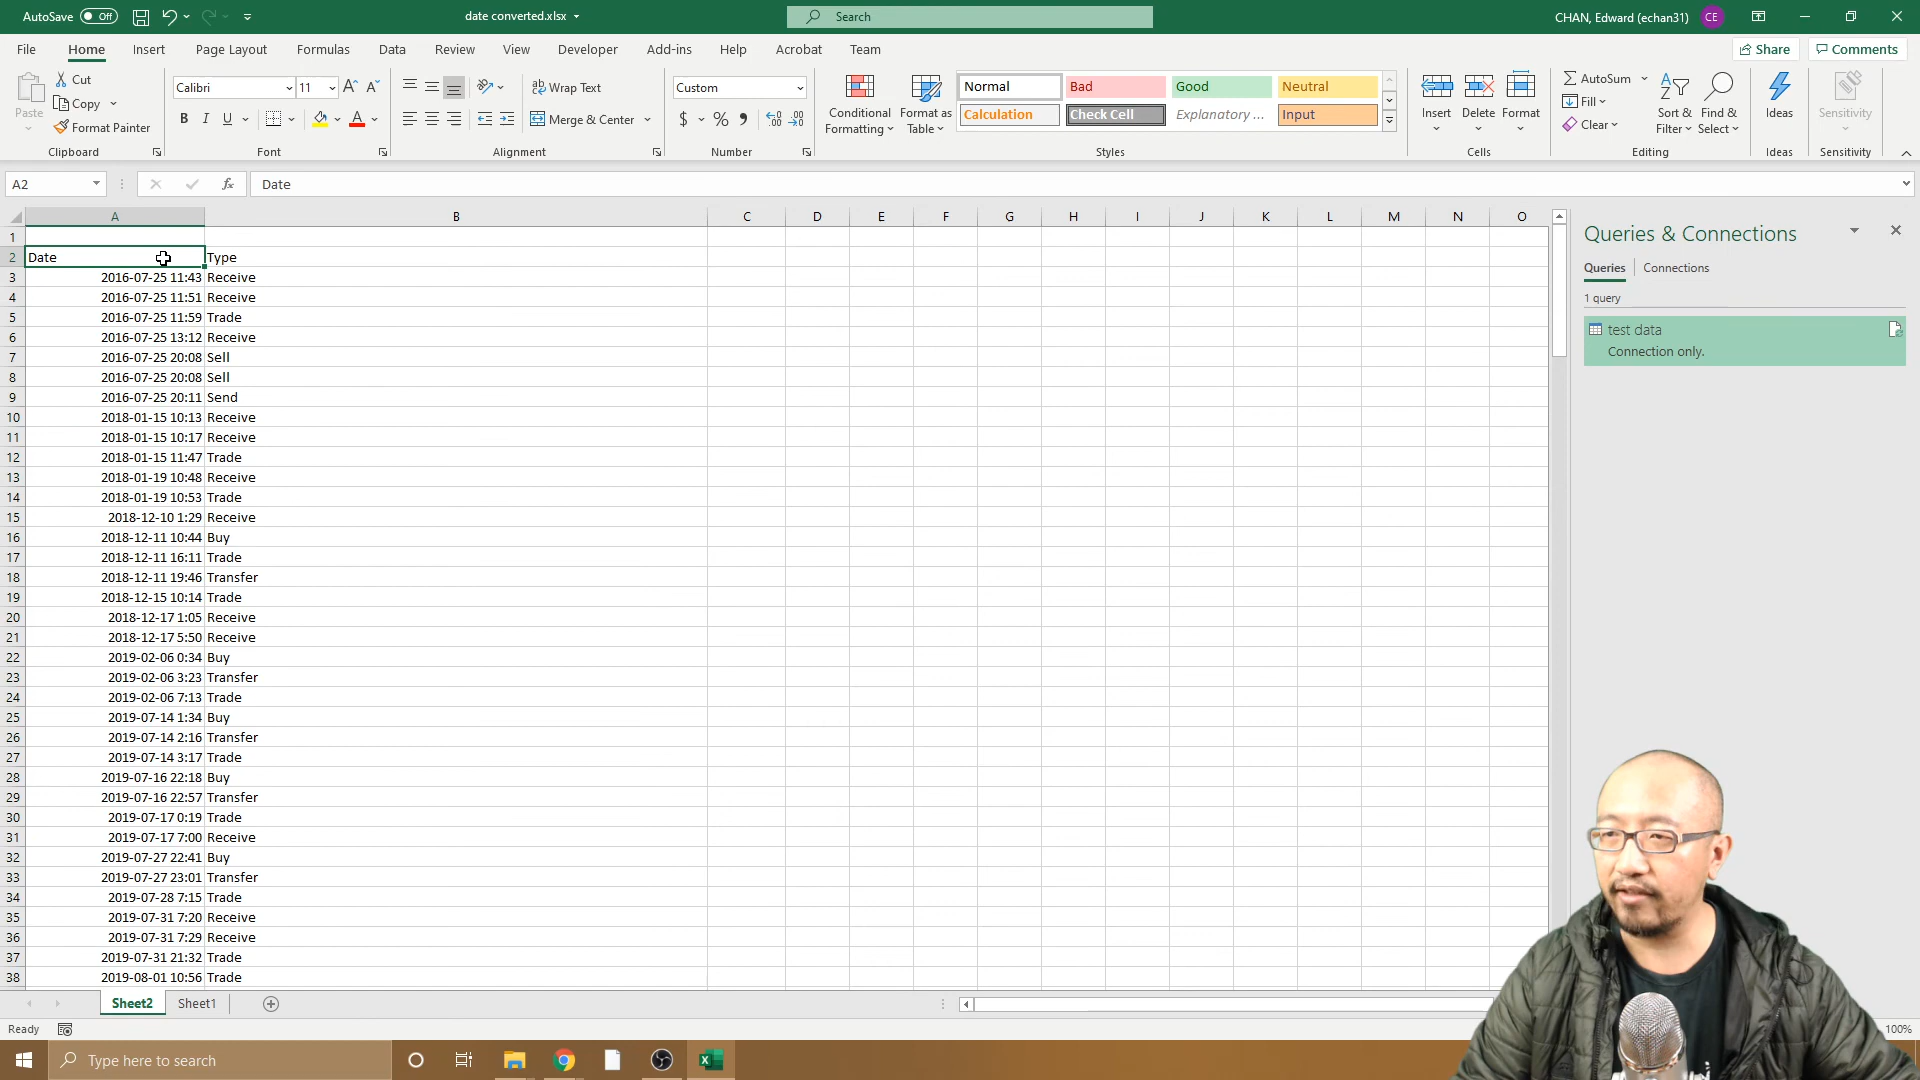 AutoSave Off date converted.xlsx Search CHAN, Edward (echan31) CE
File Home Insert Page Layout Formulas Data Review View Developer Add-ins Help Acrobat Team Share Comments
Paste Cut Copy Format Painter
Calibri 11
Wrap Text
Merge & Center
Custom
Conditional Formatting
Format as Table
Normal Bad Good Neutral
Calculation Check Cell Explanatory ... Input
Insert Delete Format
AutoSum
Fill
Clear
Sort & Filter
Find & Select
Ideas
Sensitivity
Clipboard Font Alignment Number Styles Cells Editing Ideas Sensitivity
A2 fx Date
A B C D E F G H I J K L M N O
1
2 Date Type
3 2016-07-25 11:43 Receive
4 2016-07-25 11:51 Receive
5 2016-07-25 11:59 Trade
6 2016-07-25 13:12 Receive
7 2016-07-25 20:08 Sell
8 2016-07-25 20:08 Sell
9 2016-07-25 20:11 Send
10 2018-01-15 10:13 Receive
11 2018-01-15 10:17 Receive
12 2018-01-15 11:47 Trade
13 2018-01-19 10:48 Receive
14 2018-01-19 10:53 Trade
15 2018-12-10 1:29 Receive
16 2018-12-11 10:44 Buy
17 2018-12-11 16:11 Trade
18 2018-12-11 19:46 Transfer
19 2018-12-15 10:14 Trade
20 2018-12-17 1:05 Receive
21 2018-12-17 5:50 Receive
22 2019-02-06 0:34 Buy
23 2019-02-06 3:23 Transfer
24 2019-02-06 7:13 Trade
25 2019-07-14 1:34 Buy
26 2019-07-14 2:16 Transfer
27 2019-07-14 3:17 Trade
28 2019-07-16 22:18 Buy
29 2019-07-16 22:57 Transfer
30 2019-07-17 0:19 Trade
31 2019-07-17 7:00 Receive
32 2019-07-27 22:41 Buy
33 2019-07-27 23:01 Transfer
34 2019-07-28 7:15 Trade
35 2019-07-31 7:20 Receive
36 2019-07-31 7:29 Receive
37 2019-07-31 21:32 Trade
38 2019-08-01 10:56 Trade
Queries & Connections
Queries Connections
1 query
test data
Connection only.
Sheet2 Sheet1
Ready 100%
Type here to search